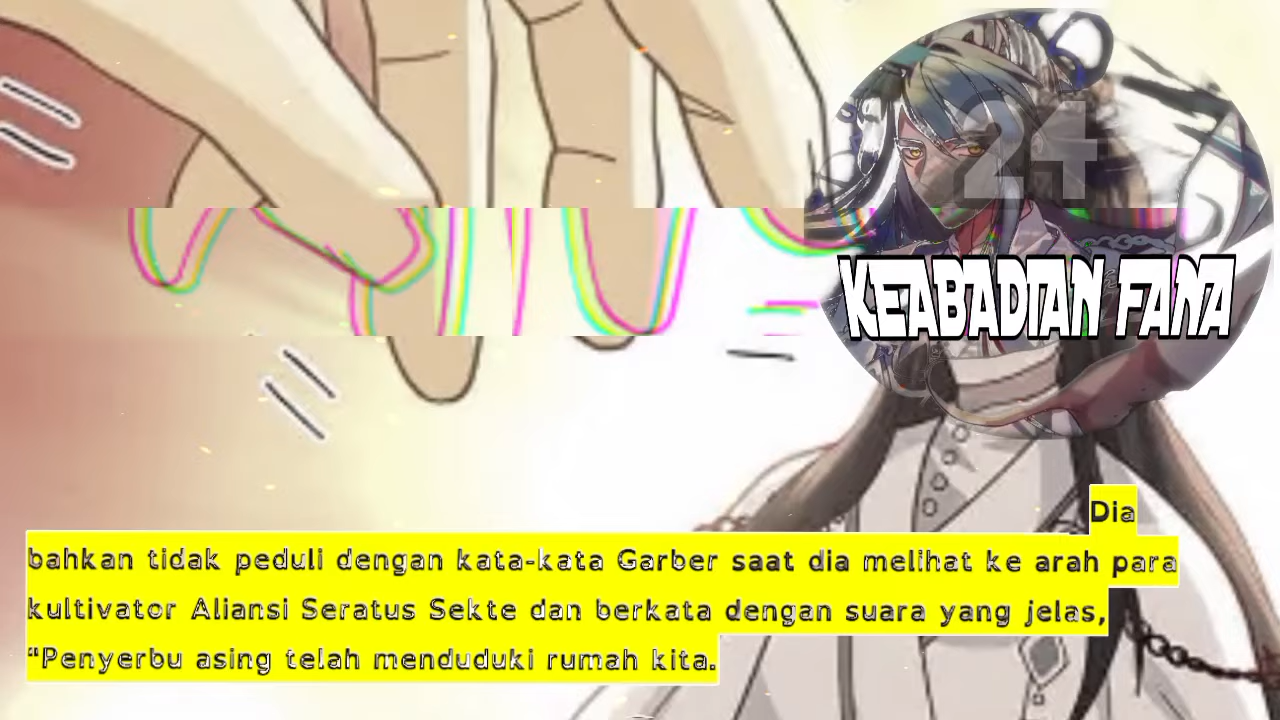 24
KEABADIAN FANA
Dia
bahkan tidak peduli dengan kata-kata Garber saat dia melihat ke arah para
kultivator Aliansi Seratus Sekte dan berkata dengan suara yang jelas,
“Penyerbu asing telah menduduki rumah kita.